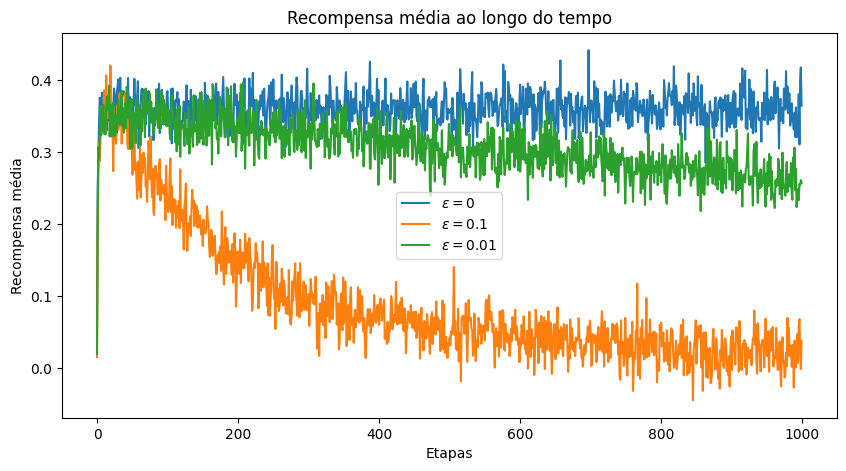 Recompensa média ao longo do tempo
Recompensa média
0.4
0.3
0.2
0.1
0.0
ε = 0
ε = 0.1
ε = 0.01
0
200
400
600
800
1000
Etapas